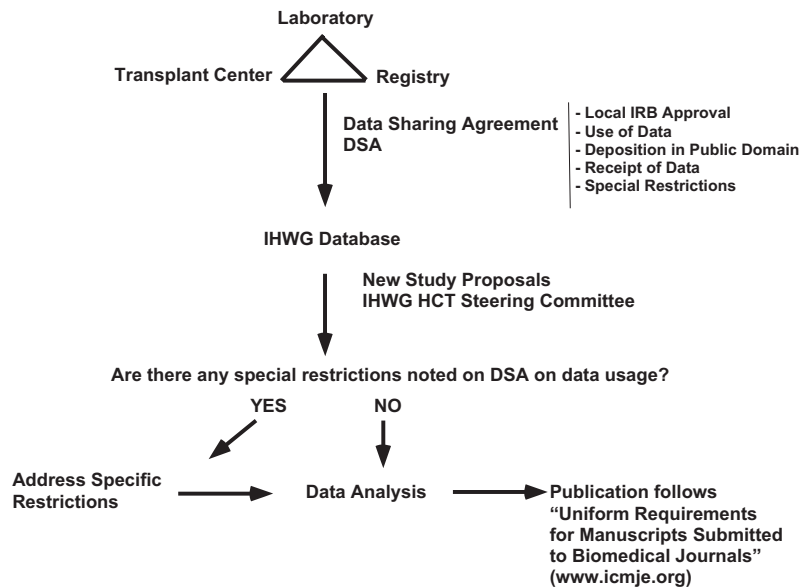 Laboratory
Transplant Center
Registry
Data Sharing Agreement
DSA
- Local IRB Approval
- Use of Data
- Deposition in Public Domain
- Receipt of Data
- Special Restrictions
IHWG Database
New Study Proposals
IHWG HCT Steering Committee
Are there any special restrictions noted on DSA on data usage?
YES
NO
Address Specific
Restrictions
Data Analysis
Publication follows
“Uniform Requirements
for Manuscripts Submitted
to Biomedical Journals”
(www.icmje.org)